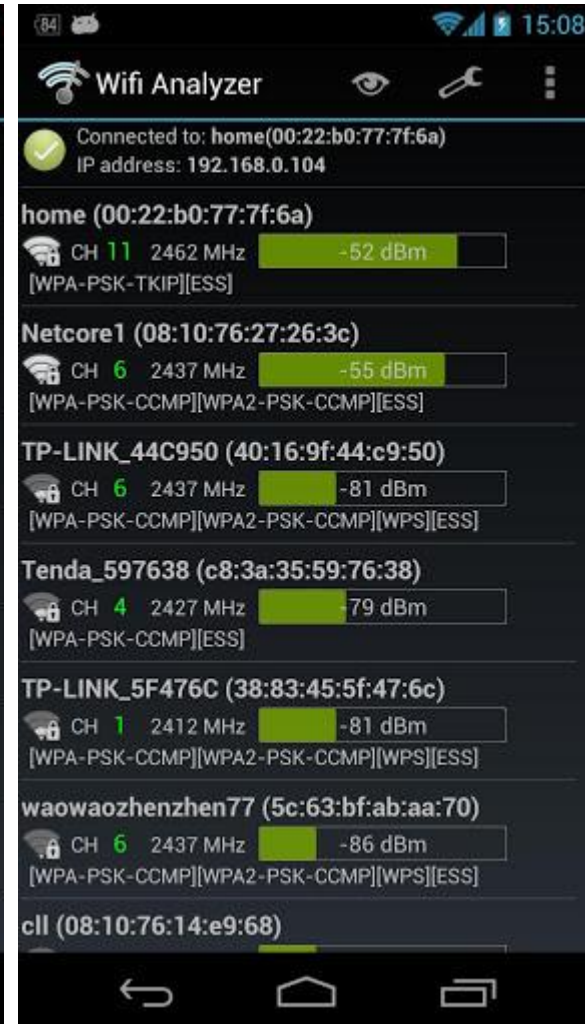 84
15:08
Wifi Analyzer
Connected to: home(00:22:b0:77:7f:6a)
IP address: 192.168.0.104
home (00:22:b0:77:7f:6a)
CH 11 2462 MHz -52 dBm
[WPA-PSK-TKIP][ESS]
Netcore1 (08:10:76:27:26:3c)
CH 6 2437 MHz -55 dBm
[WPA-PSK-CCMP][WPA2-PSK-CCMP][ESS]
TP-LINK_44C950 (40:16:9f:44:c9:50)
CH 6 2437 MHz -81 dBm
[WPA-PSK-CCMP][WPA2-PSK-CCMP][WPS][ESS]
Tenda_597638 (c8:3a:35:59:76:38)
CH 4 2427 MHz -79 dBm
[WPA-PSK-CCMP][ESS]
TP-LINK_5F476C (38:83:45:5f:47:6c)
CH 1 2412 MHz -81 dBm
[WPA-PSK-CCMP][WPA2-PSK-CCMP][WPS][ESS]
waowaozhenzhen77 (5c:63:bf:ab:aa:70)
CH 6 2437 MHz -86 dBm
[WPA-PSK-CCMP][WPA2-PSK-CCMP][WPS][ESS]
cll (08:10:76:14:e9:68)